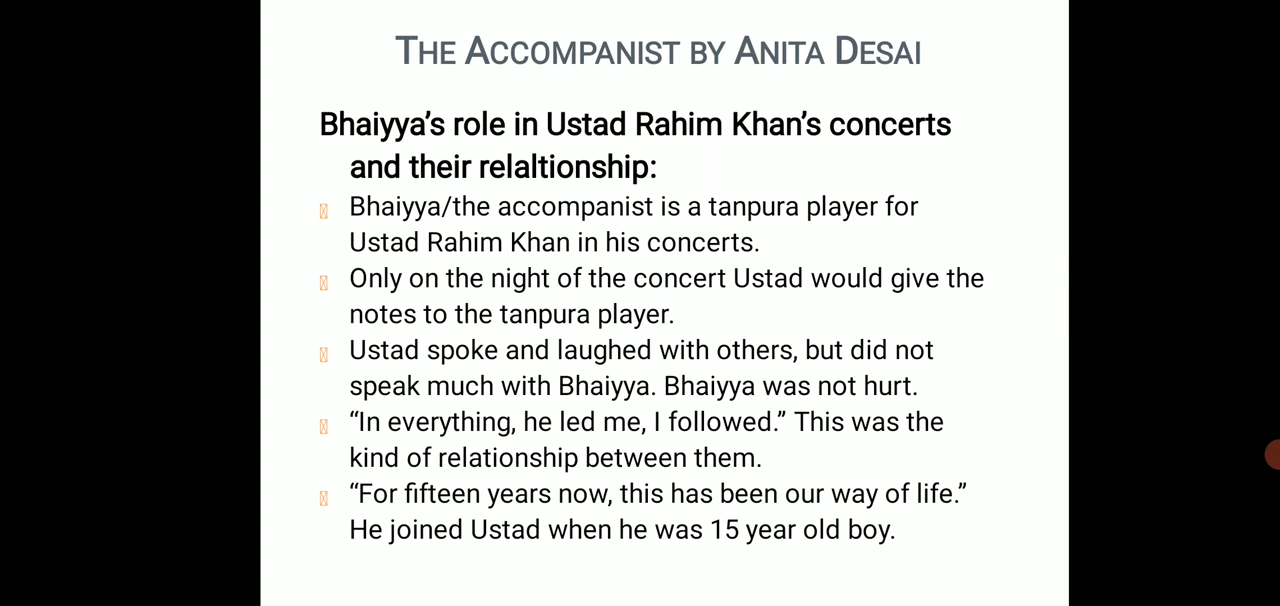 THE ACCOMPANIST BY ANITA DESAI
Bhaiyya’s role in Ustad Rahim Khan’s concerts
and their relaltionship:
Bhaiyya/the accompanist is a tanpura player for
Ustad Rahim Khan in his concerts.
Only on the night of the concert Ustad would give the
notes to the tanpura player.
Ustad spoke and laughed with others, but did not
speak much with Bhaiyya. Bhaiyya was not hurt.
“In everything, he led me, I followed.” This was the
kind of relationship between them.
“For fifteen years now, this has been our way of life.”
He joined Ustad when he was 15 year old boy.